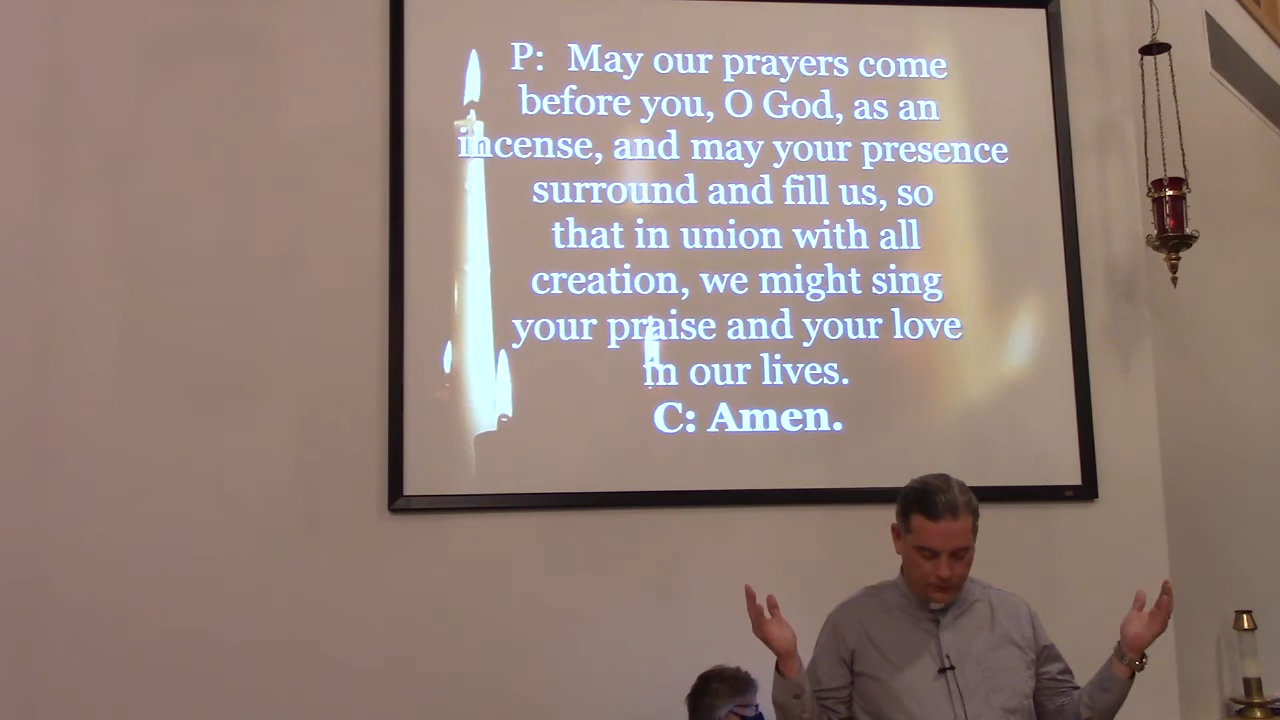 P: May our prayers come
before you, O God, as an
incense, and may your presence
surround and fill us, so
that in union with all
creation, we might sing
your praise and your love
in our lives.
C: Amen.